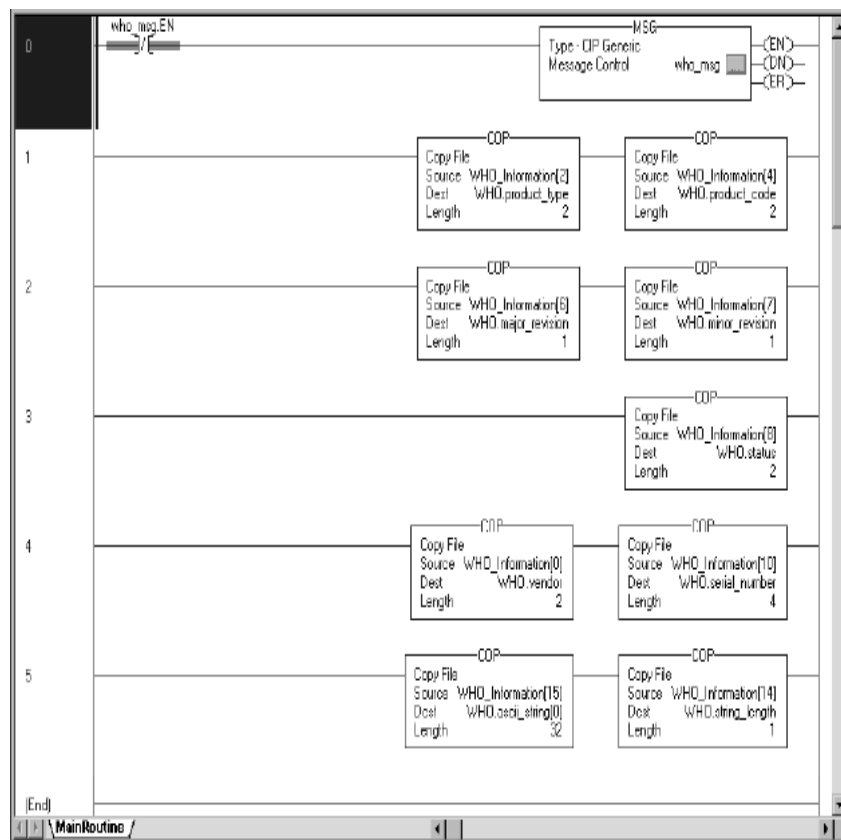 who_msg.EN
0
MSG
Type - CIP Generic
Message Control who_msg ...
(EN)
(DN)
(ER)
1
COP
Copy File
Source WHO_Information[2]
Dest WHO.product_type
Length 2
COP
Copy File
Source WHO_Information[4]
Dest WHO.product_code
Length 2
2
COP
Copy File
Source WHO_Information[6]
Dest WHO.major_revision
Length 1
COP
Copy File
Source WHO_Information[7]
Dest WHO.minor_revision
Length 1
3
COP
Copy File
Source WHO_Information[8]
Dest WHO.status
Length 2
4
COP
Copy File
Source WHO_Information[0]
Dest WHO.vendor
Length 2
COP
Copy File
Source WHO_Information[10]
Dest WHO.serial_number
Length 4
5
COP
Copy File
Source WHO_Information[15]
Dest WHO.ascii_string[0]
Length 32
COP
Copy File
Source WHO_Information[14]
Dest WHO.string_length
Length 1
(End)
MainRoutine